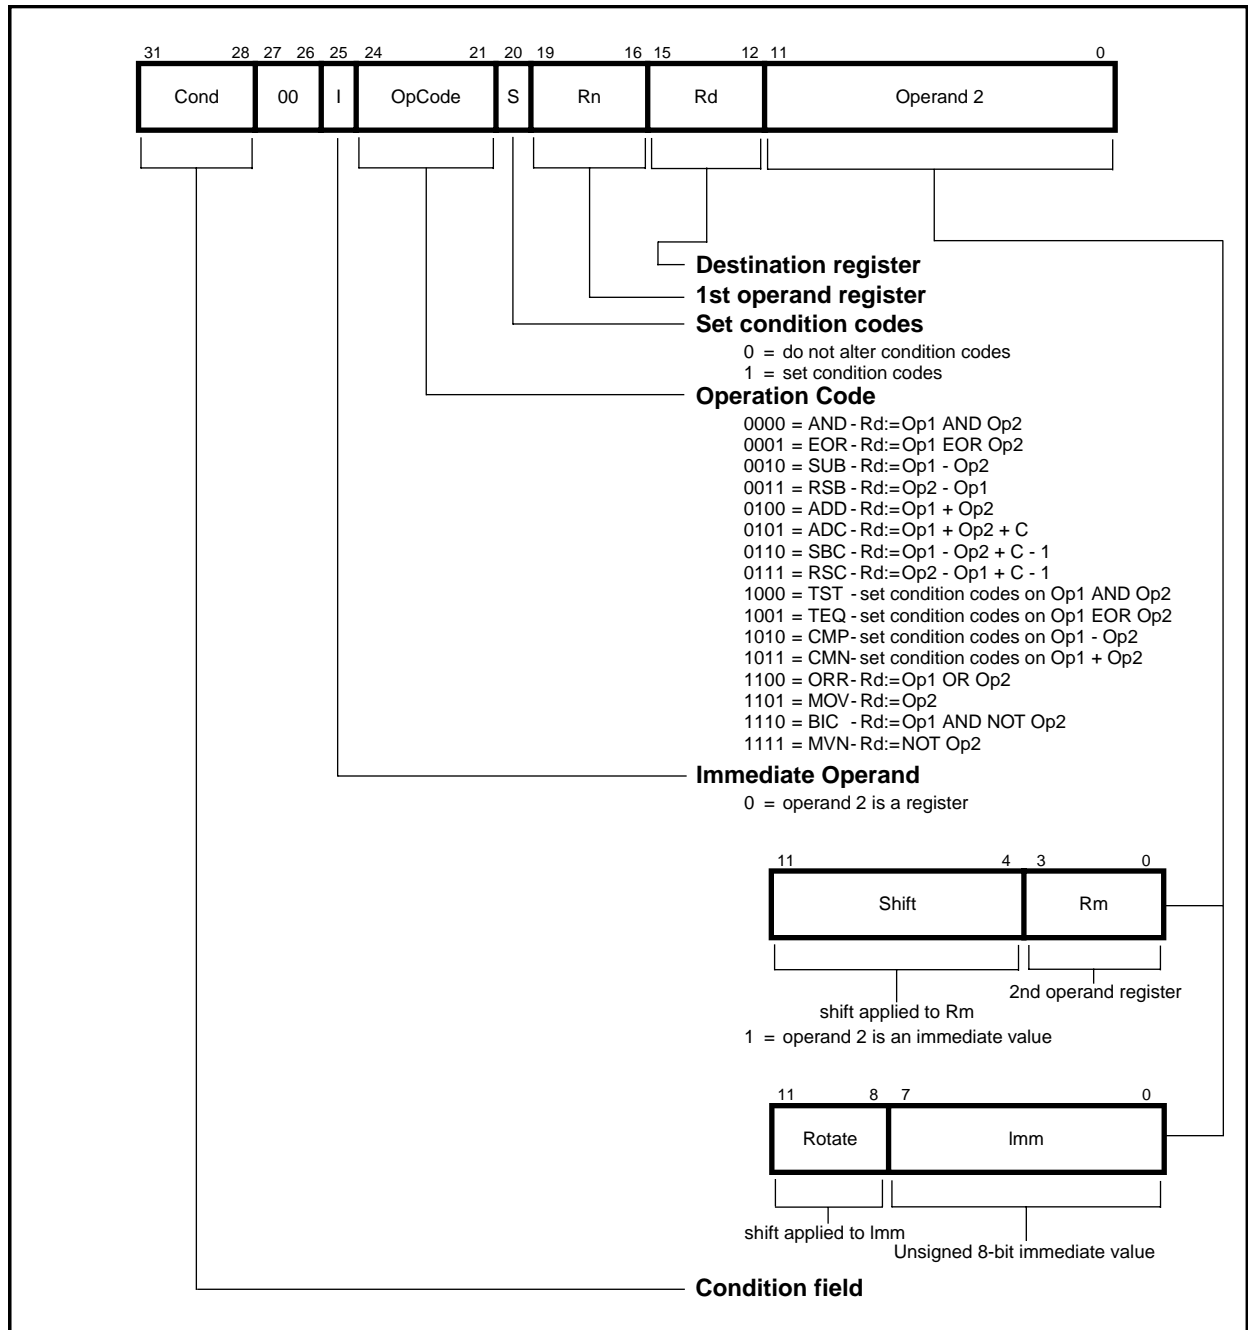 31 28 27 26 25 24 21 20 19 16 15 12 11 0
Cond 00 I OpCode S Rn Rd Operand 2
Destination register
1st operand register
Set condition codes
0 = do not alter condition codes
1 = set condition codes
Operation Code
0000 = AND - Rd:=Op1 AND Op2
0001 = EOR - Rd:=Op1 EOR Op2
0010 = SUB - Rd:=Op1 - Op2
0011 = RSB - Rd:=Op2 - Op1
0100 = ADD - Rd:=Op1 + Op2
0101 = ADC - Rd:=Op1 + Op2 + C
0110 = SBC - Rd:=Op1 - Op2 + C - 1
0111 = RSC - Rd:=Op2 - Op1 + C - 1
1000 = TST - set condition codes on Op1 AND Op2
1001 = TEQ - set condition codes on Op1 EOR Op2
1010 = CMP- set condition codes on Op1 - Op2
1011 = CMN- set condition codes on Op1 + Op2
1100 = ORR- Rd:=Op1 OR Op2
1101 = MOV- Rd:=Op2
1110 = BIC - Rd:=Op1 AND NOT Op2
1111 = MVN- Rd:=NOT Op2
Immediate Operand
0 = operand 2 is a register
11 4 3 0
Shift Rm
2nd operand register
shift applied to Rm
1 = operand 2 is an immediate value
11 8 7 0
Rotate Imm
shift applied to Imm
Unsigned 8-bit immediate value
Condition field